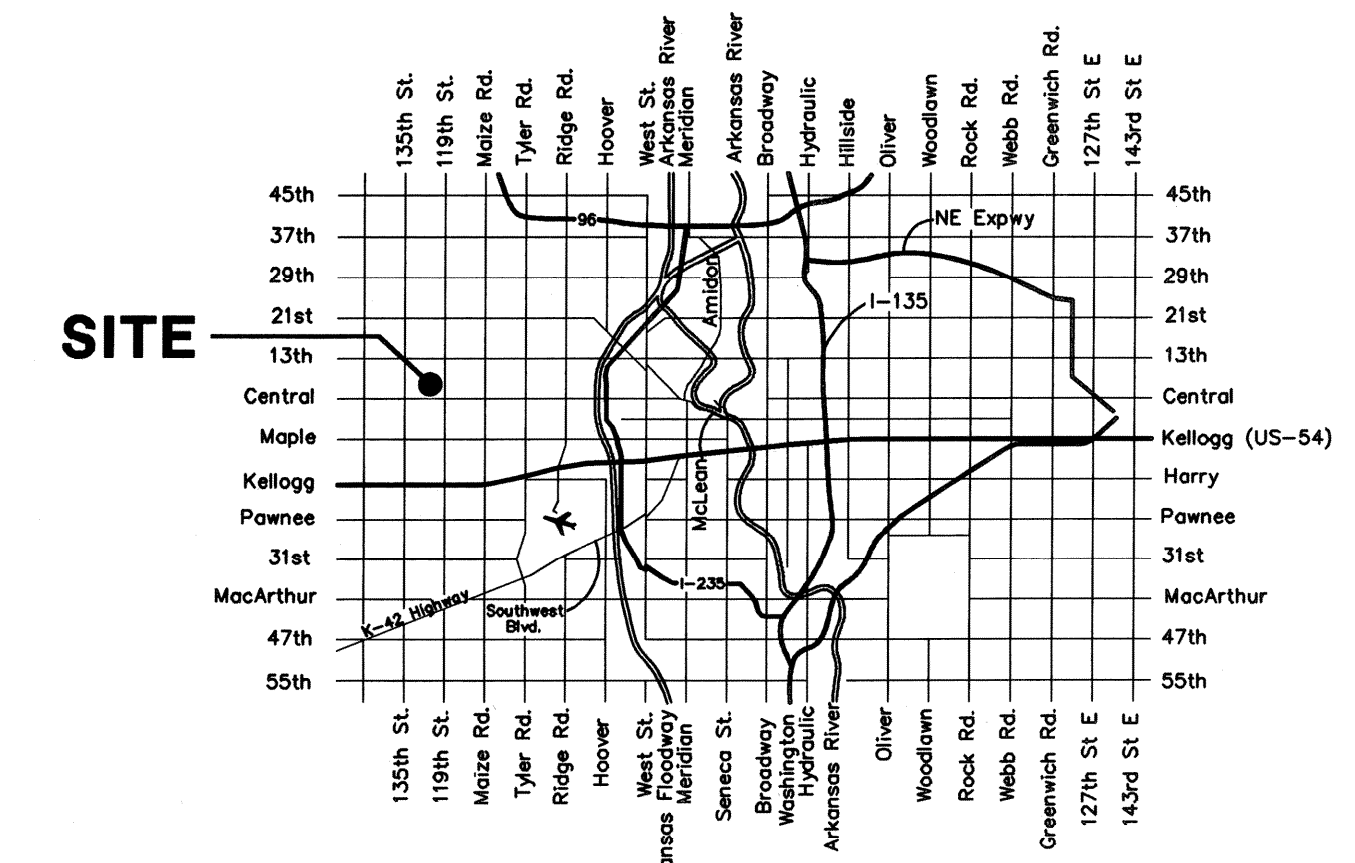 135th St.
119th St.
Maize Rd.
Tyler Rd.
Ridge Rd.
Hoover
West St.
Arkansas River
Meridian
Arkansas River
Broadway
Hydraulic
Hillside
Oliver
Woodlawn
Rock Rd.
Webb Rd.
Greenwich Rd.
127th St E
143rd St E
45th
45th
96
NE Expwy
37th
37th
29th
29th
Amidon
I-135
21st
21st
SITE
13th
13th
Central
Central
Maple
Kellogg (US-54)
Kellogg
Harry
McLean
Pawnee
Pawnee
31st
31st
I-235
MacArthur
MacArthur
K-42 Highway
Southwest
Blvd.
47th
47th
55th
55th
135th St.
119th St.
Maize Rd.
Tyler Rd.
Ridge Rd.
Hoover
West St.
ansas Floodway
Meridian
Seneca St.
Broadway
Washington
Hydraulic
Arkansas River
Oliver
Woodlawn
Rock Rd.
Webb Rd.
Greenwich Rd.
127th St E
143rd St E